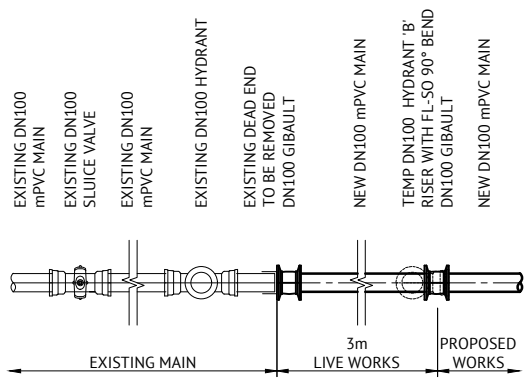 EXISTING DN100
mPVC MAIN
EXISTING DN100
SLUICE VALVE
EXISTING DN100
mPVC MAIN
EXISTING DN100 HYDRANT
EXISTING DEAD END
TO BE REMOVED
DN100 GIBAULT
NEW DN100 mPVC MAIN
TEMP DN100 HYDRANT 'B'
RISER WITH FL-SO 90° BEND
DN100 GIBAULT
NEW DN100 mPVC MAIN
EXISTING MAIN
3m
LIVE WORKS
PROPOSED
WORKS